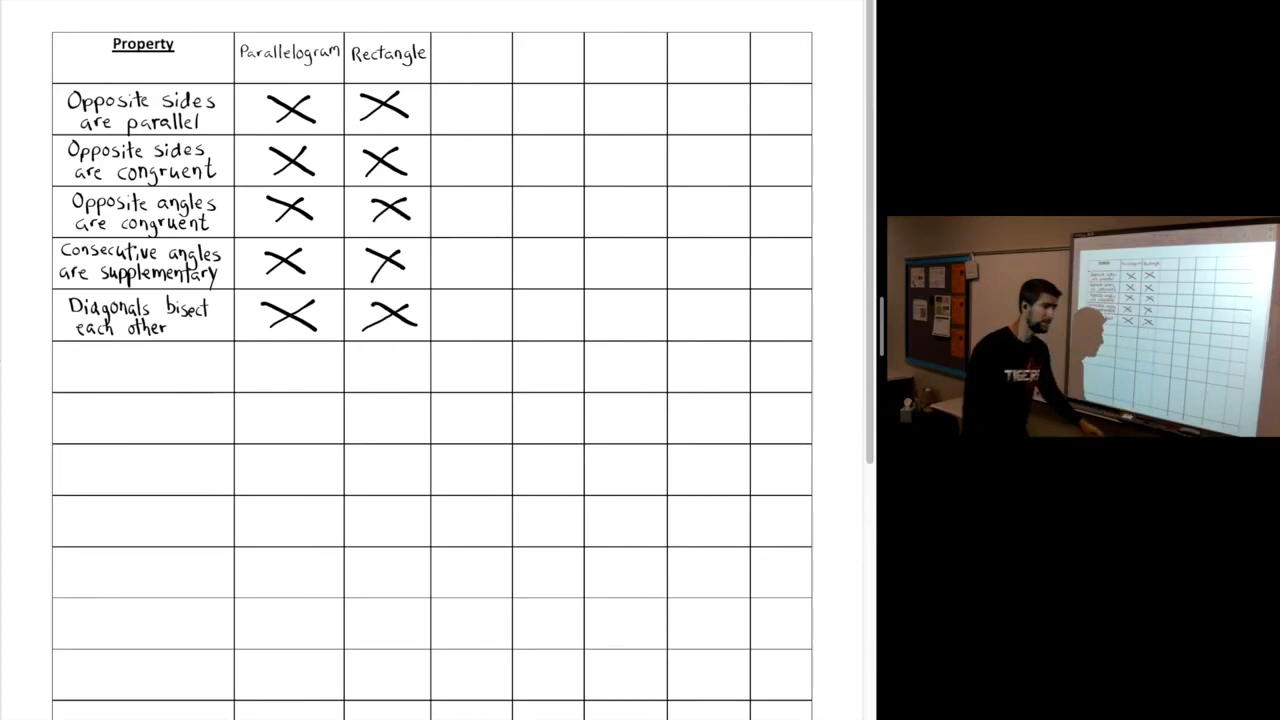 Property
Parallelogram
Rectangle
Opposite sides
are parallel
Opposite sides
are congruent
Opposite angles
are congruent
Consecutive angles
are supplementary
Diagonals bisect
each other
TIGERS